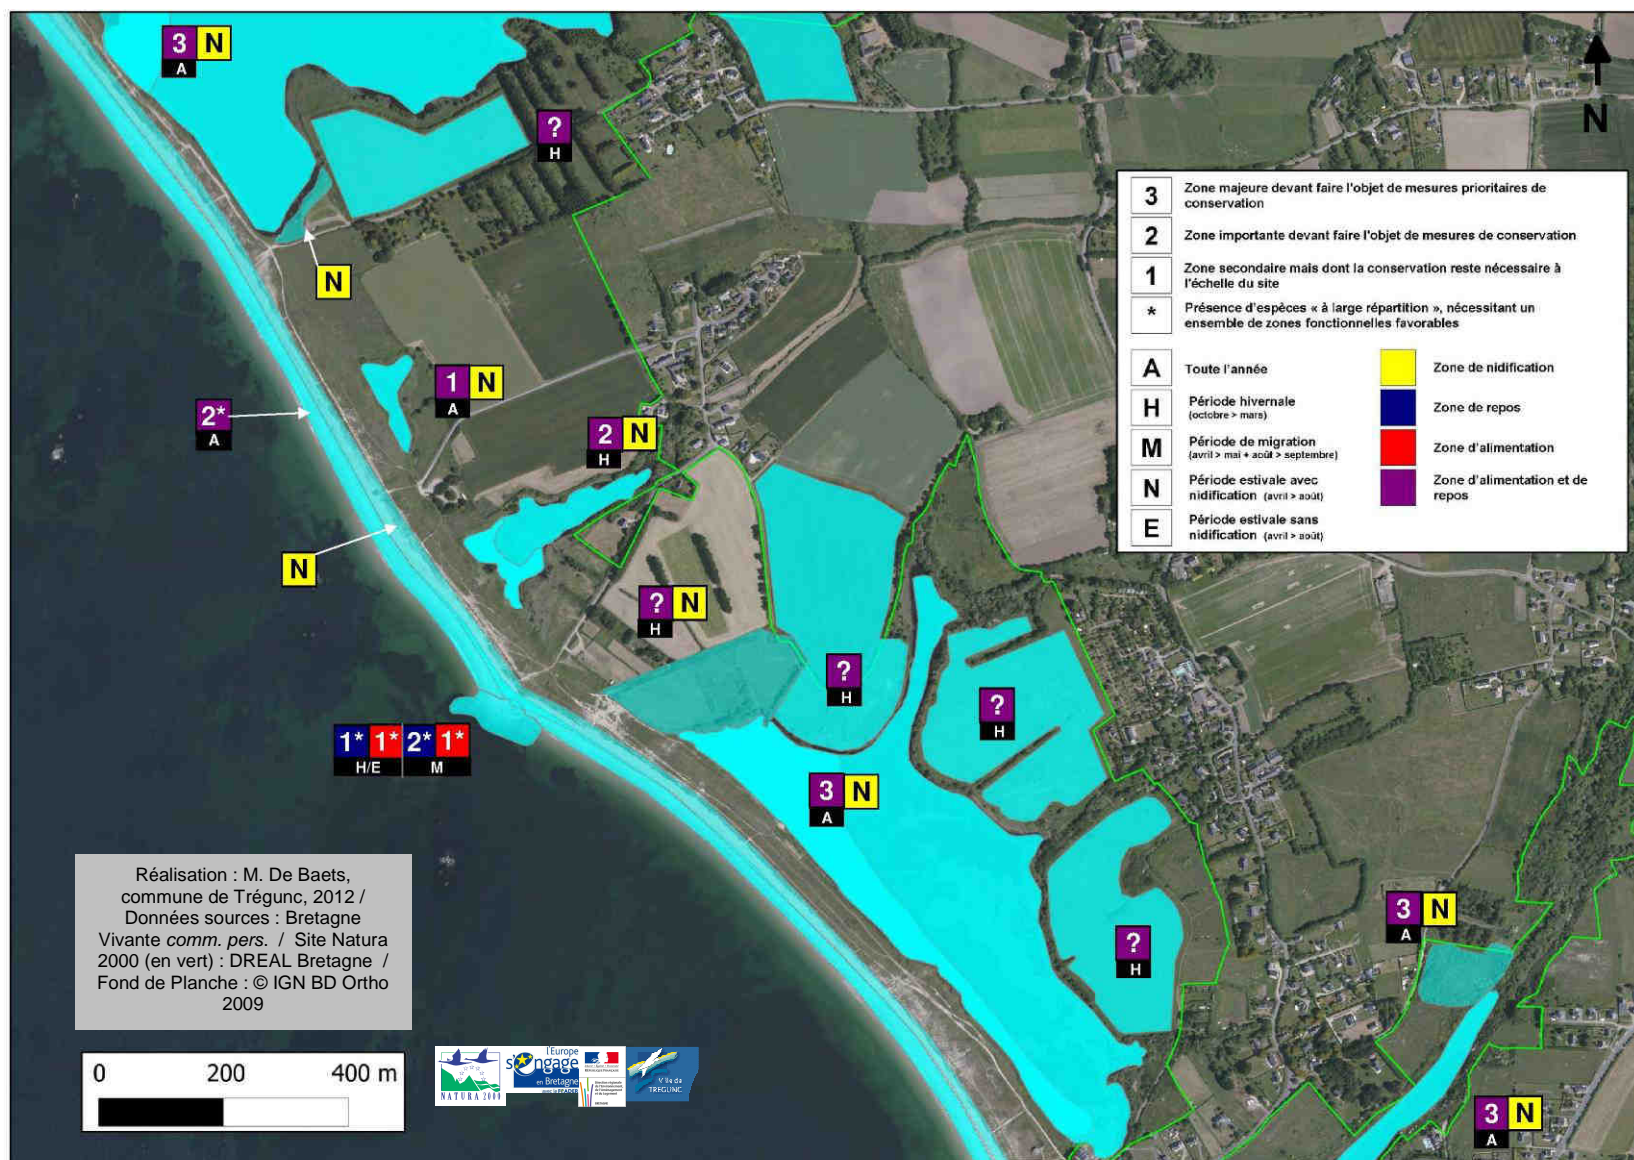 3 N
A
?
H
N
N
3
Zone majeure devant faire l'objet de mesures prioritaires de
conservation
2
Zone importante devant faire l'objet de mesures de conservation
1
Zone secondaire mais dont la conservation reste nécessaire à
l'échelle du site
*
Présence d'espèces « à large répartition », nécessitant un
ensemble de zones fonctionnelles favorables
A
Toute l'année
H
Période hivernale
(octobre > mars)
M
Période de migration
(avril > mai + août > septembre)
N
Période estivale avec
nidification (avril > août)
E
Période estivale sans
nidification (avril > août)
Zone de nidification
Zone de repos
Zone d'alimentation
Zone d'alimentation et de
repos
1 N
A
2*
A
2 N
H
N
? N
H
?
H
?
H
1* 1* 2* 1*
H/E M
3 N
A
?
H
3 N
A
3 N
A
Réalisation : M. De Baets,
commune de Trégunc, 2012 /
Données sources : Bretagne
Vivante comm. pers. / Site Natura
2000 (en vert) : DREAL Bretagne /
Fond de Planche : © IGN BD Ortho
2009
0 200 400 m
NATURA 2000
l'Europe
s'engage
en Bretagne
avec le FEADER
Ville de
TREGUNC